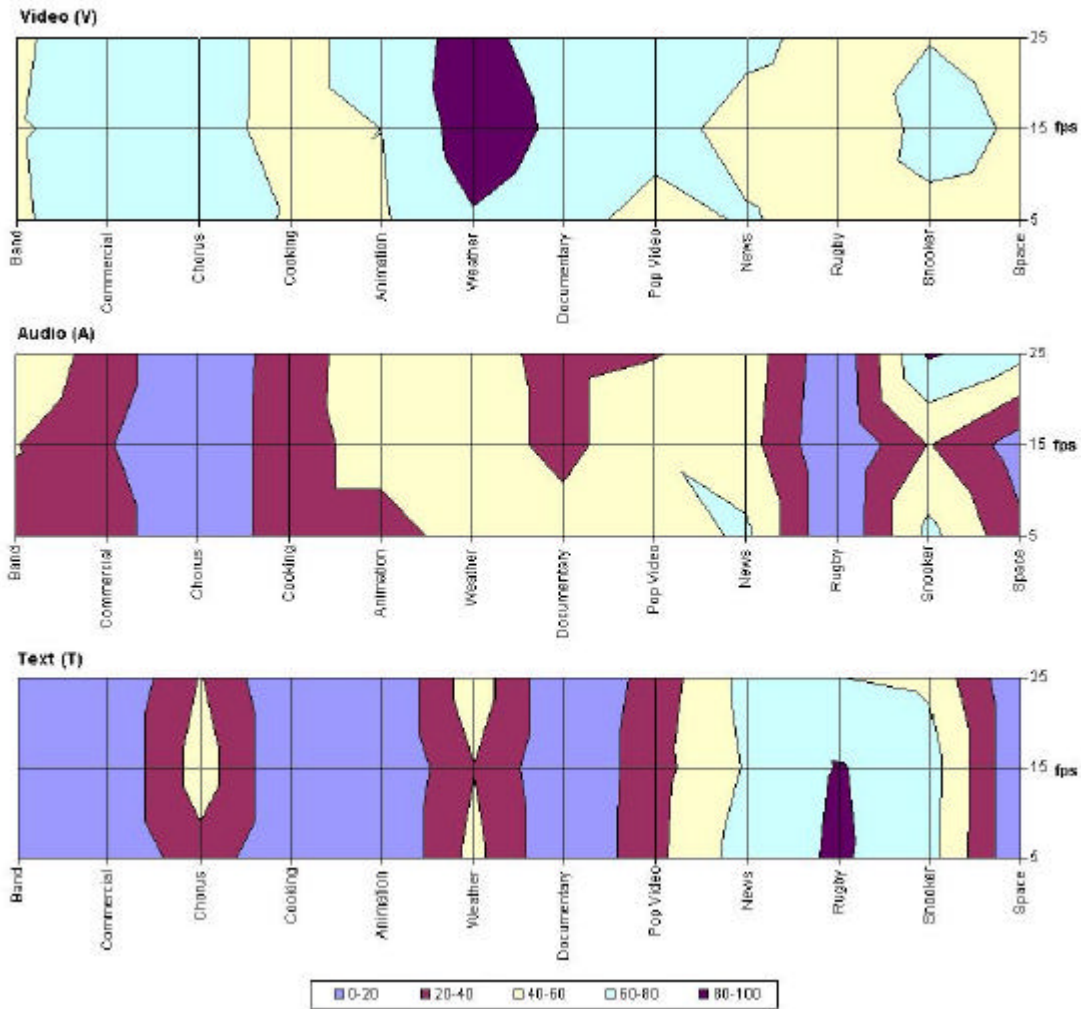 Video (V)
25
15 fps
5
Band
Commercial
Chorus
Cooking
Animation
Weather
Documentary
Pop Video
News
Rugby
Snooker
Space
Audio (A)
25
15 fps
5
Band
Commercial
Chorus
Cooking
Animation
Weather
Documentary
Pop Video
News
Rugby
Snooker
Space
Text (T)
25
15 fps
5
Band
Commercial
Chorus
Cooking
Animation
Weather
Documentary
Pop Video
News
Rugby
Snooker
Space
0-20 20-40 40-60 60-80 80-100